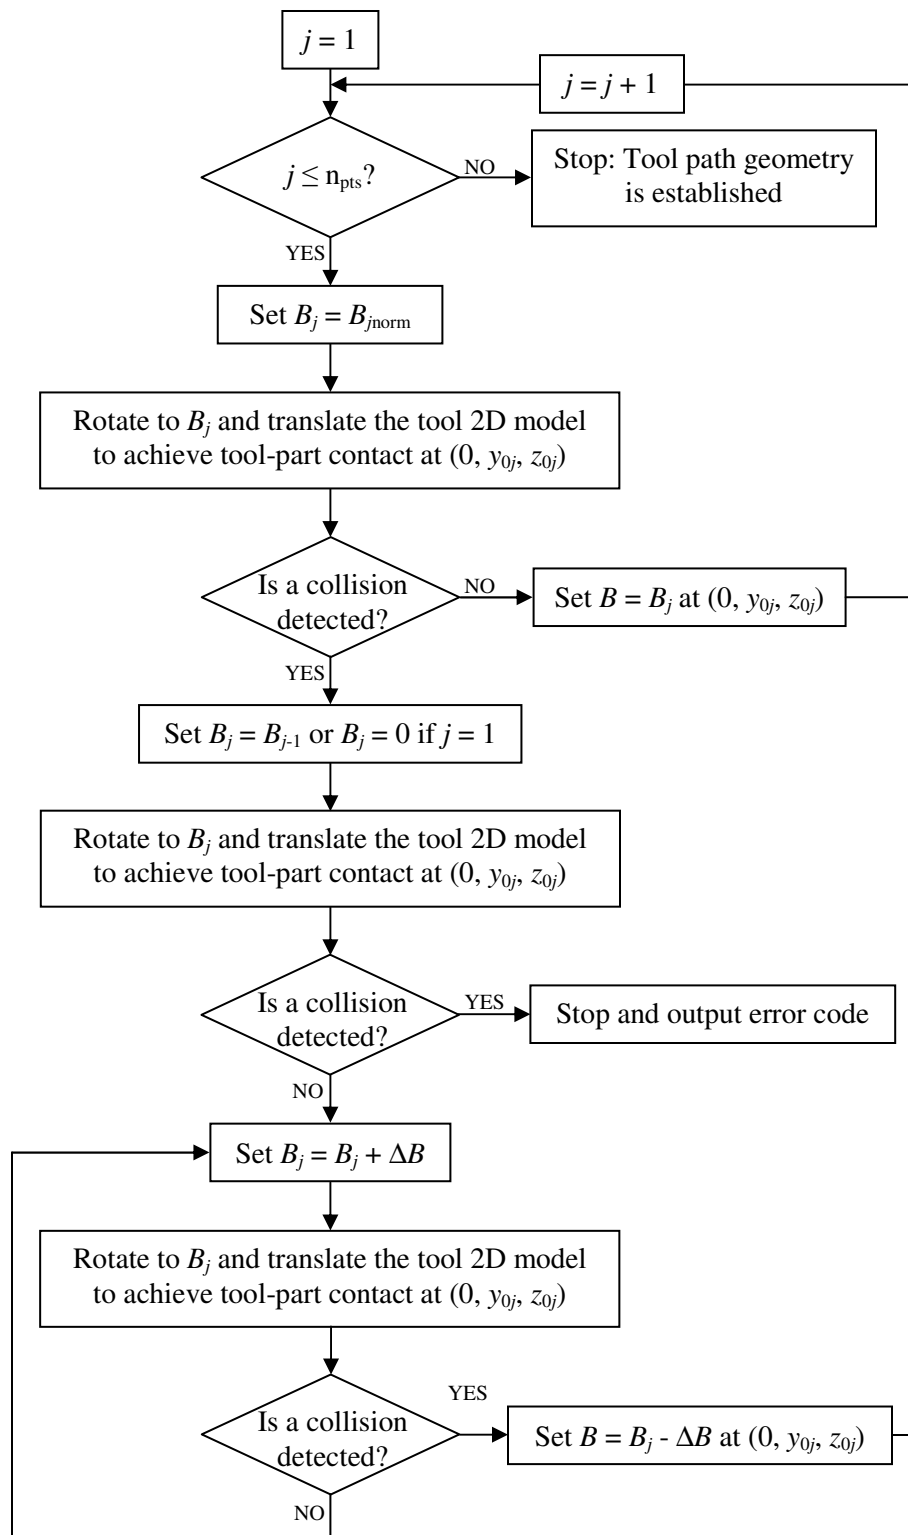 j = 1
j = j + 1
j ≤ npts?
NO
Stop: Tool path geometry
is established
YES
Set Bj = Bjnorm
Rotate to Bj and translate the tool 2D model
to achieve tool-part contact at (0, y0j, z0j)
Is a collision
detected?
NO
Set B = Bj at (0, y0j, z0j)
YES
Set Bj = Bj-1 or Bj = 0 if j = 1
Rotate to Bj and translate the tool 2D model
to achieve tool-part contact at (0, y0j, z0j)
Is a collision
detected?
YES
Stop and output error code
NO
Set Bj = Bj + ΔB
Rotate to Bj and translate the tool 2D model
to achieve tool-part contact at (0, y0j, z0j)
Is a collision
detected?
YES
Set B = Bj - ΔB at (0, y0j, z0j)
NO